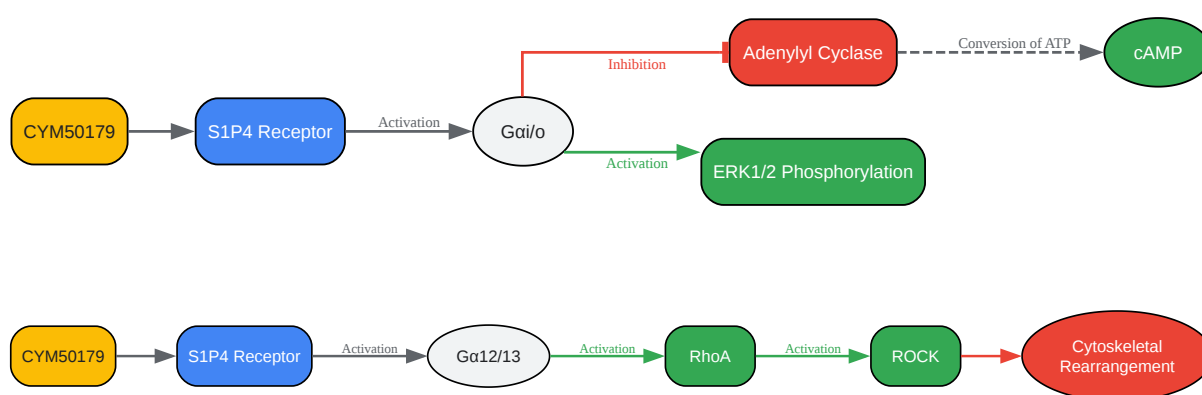 Adenylyl Cyclase
Conversion of ATP
cAMP
Inhibition
CYM50179
S1P4 Receptor
Activation
Gαi/o
Activation
ERK1/2 Phosphorylation
CYM50179
S1P4 Receptor
Activation
Gα12/13
Activation
RhoA
Activation
ROCK
Cytoskeletal
Rearrangement